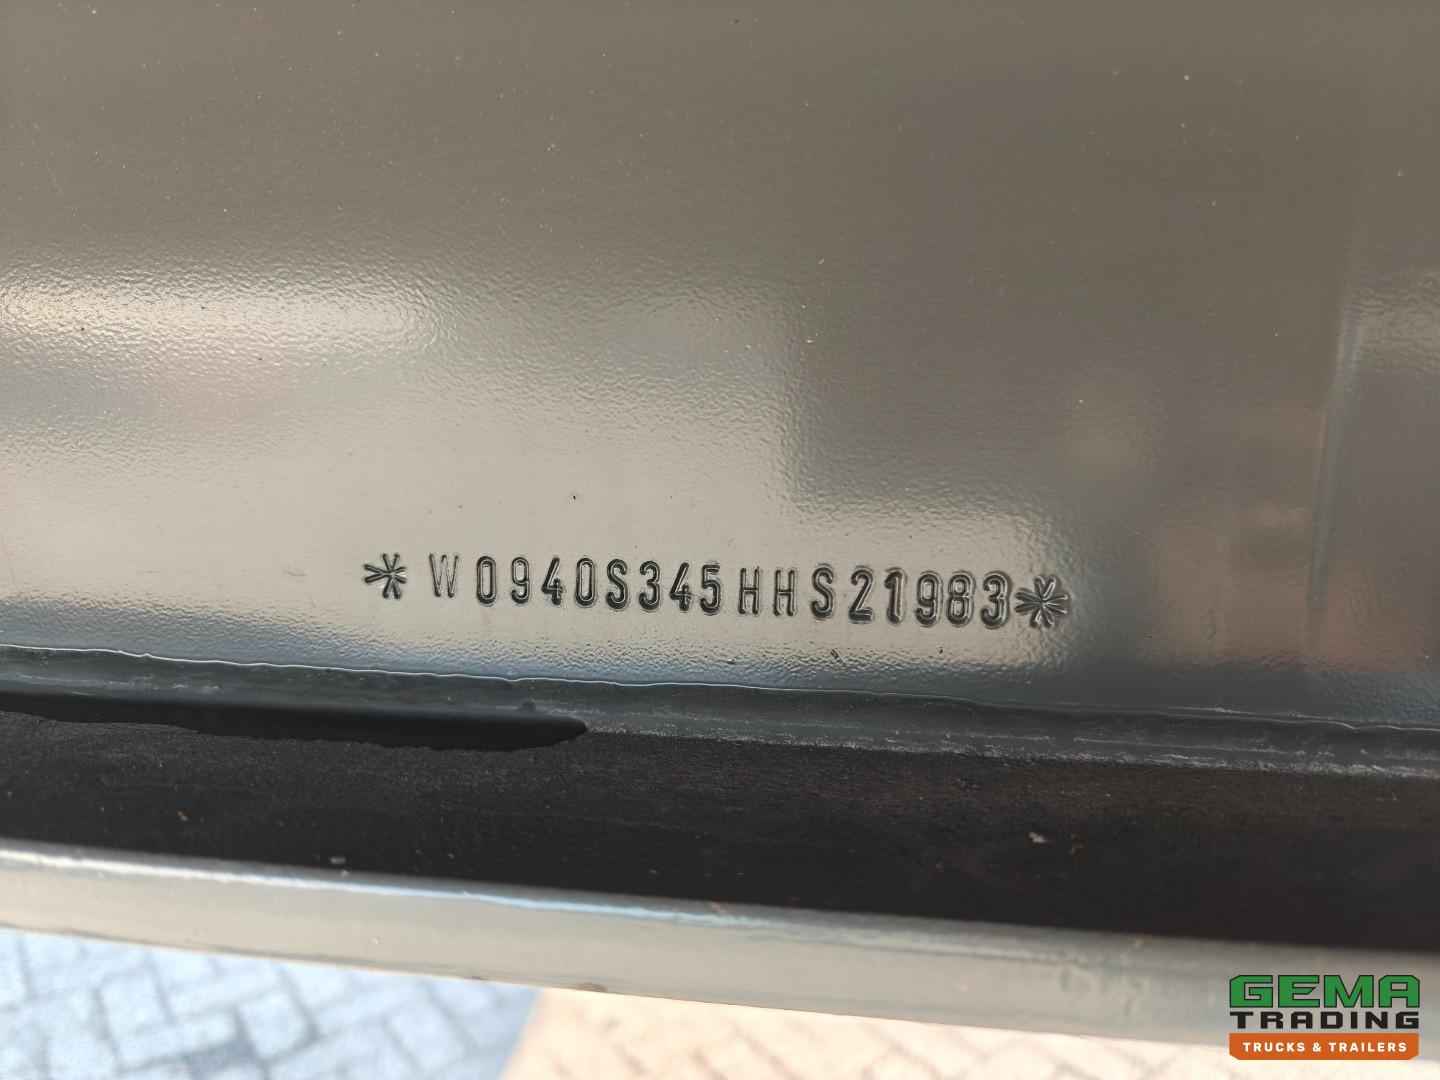 * W0940S345HHS21983*
GEMA
TRADING
TRUCKS & TRAILERS